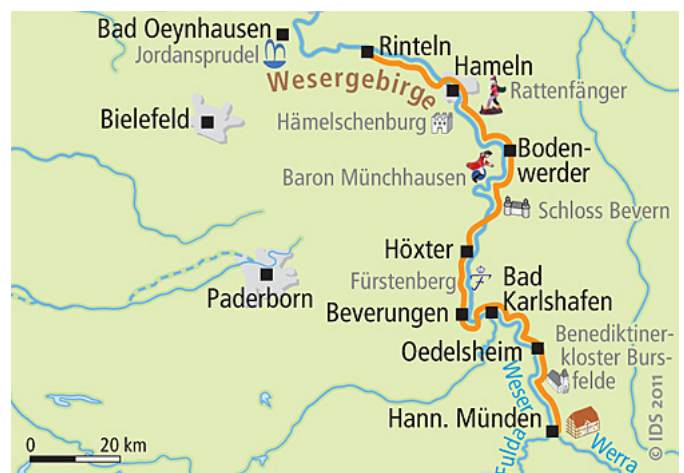 Bad Oeynhausen
Jordansprudel
Rinteln
Wesergebirge
Hameln
Rattenfänger
Bielefeld
Hämelschenburg
Boden-
werder
Baron Münchhausen
Schloss Bevern
Höxter
Fürstenberg
F
Bad
Karlshafen
Paderborn
Beverungen
Oedelsheim
Benediktiner-
kloster Burs-
felde
Weser
Hann. Münden
Fulda
Werra
0 20 km
© IDS 2011